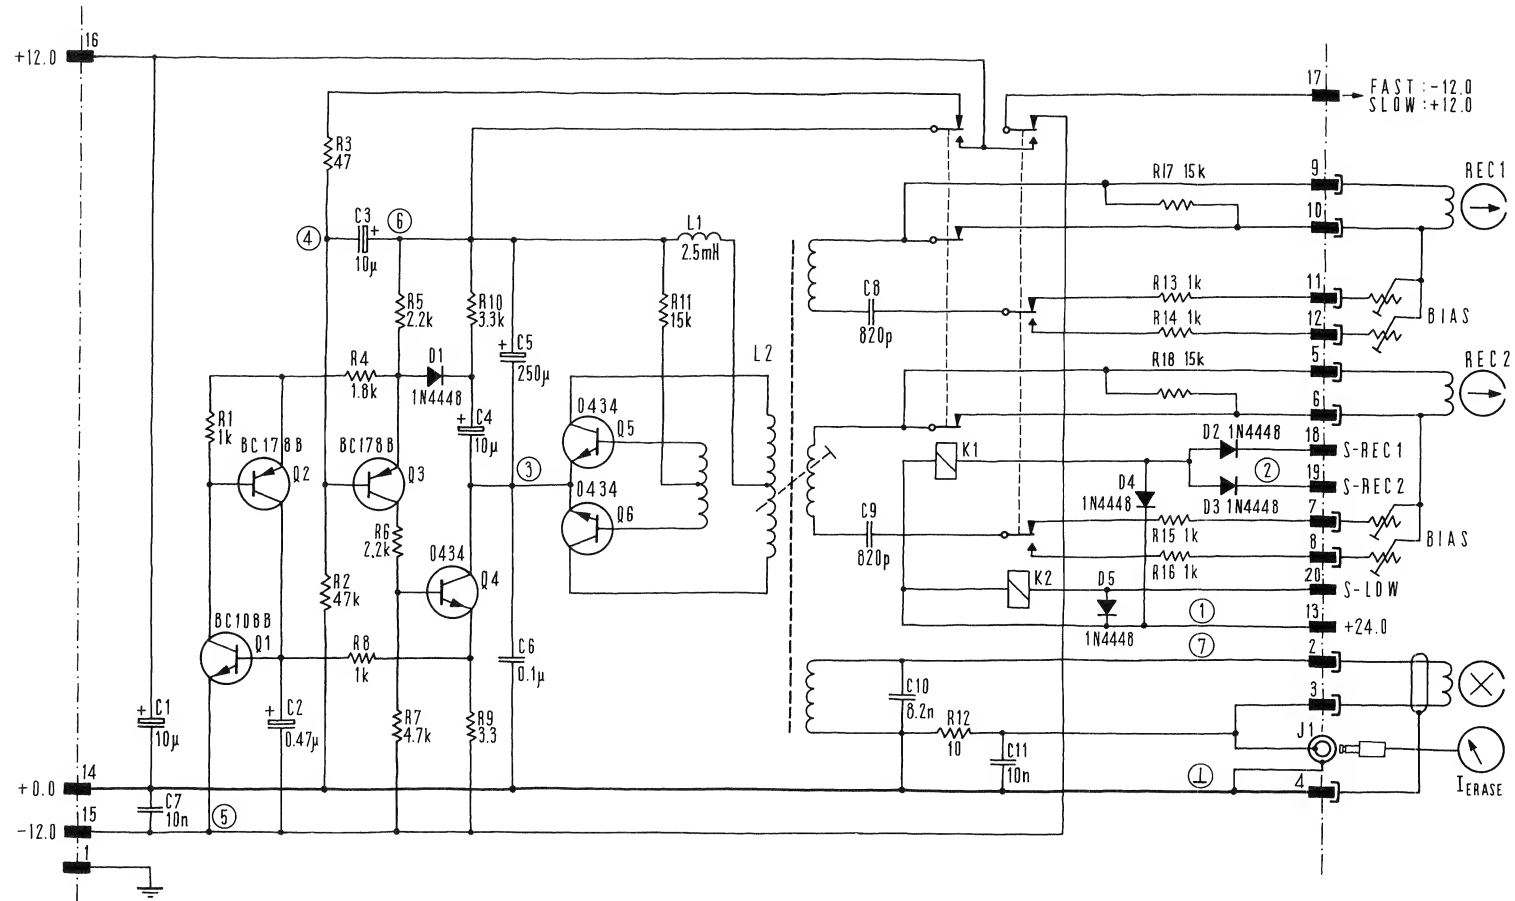 16
+12.0
17
FAST:-12.0
SLOW:+12.0
R3
47
R17 15k
9
REC1
10
4
C3
+
6
10µ
L1
2.5mH
R5
2.2k
R10
3.3k
R11
15k
C8
820p
R13 1k
11
R14 1k
12
BIAS
+
C5
250µ
L2
R4
1.8k
D1
1N4448
R18 15k
5
REC2
6
R1
1k
+
C4
10µ
0434
Q5
BC178B
Q2
BC178B
Q3
3
0434
Q6
K1
D2 1N4448
18
S-REC1
2
19
S-REC2
D4
1N4448
D3 1N4448
7
R6
2,2k
0434
Q4
C9
820p
R15 1k
8
R16 1k
BIAS
R2
47k
K2
D5
1N4448
20
S-LOW
1
13
+24.0
BC108B
Q1
R8
1k
C6
0.1µ
7
2
+
C1
10µ
+
C2
0.47µ
R7
4.7k
R9
3.3
C10
8.2n
R12
10
C11
10n
3
J1
IERASE
14
+0.0
C7
10n
4
15
-12.0
5
1